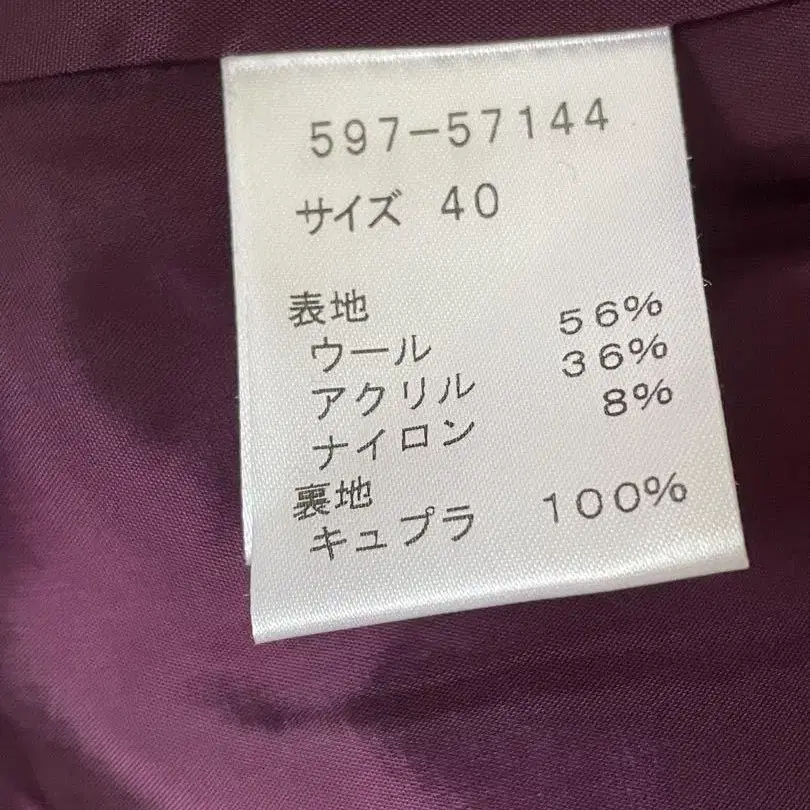 597-57144
サイズ 40
表地
ウール 56%
アクリル 36%
ナイロン 8%
裏地
キュプラ 100%